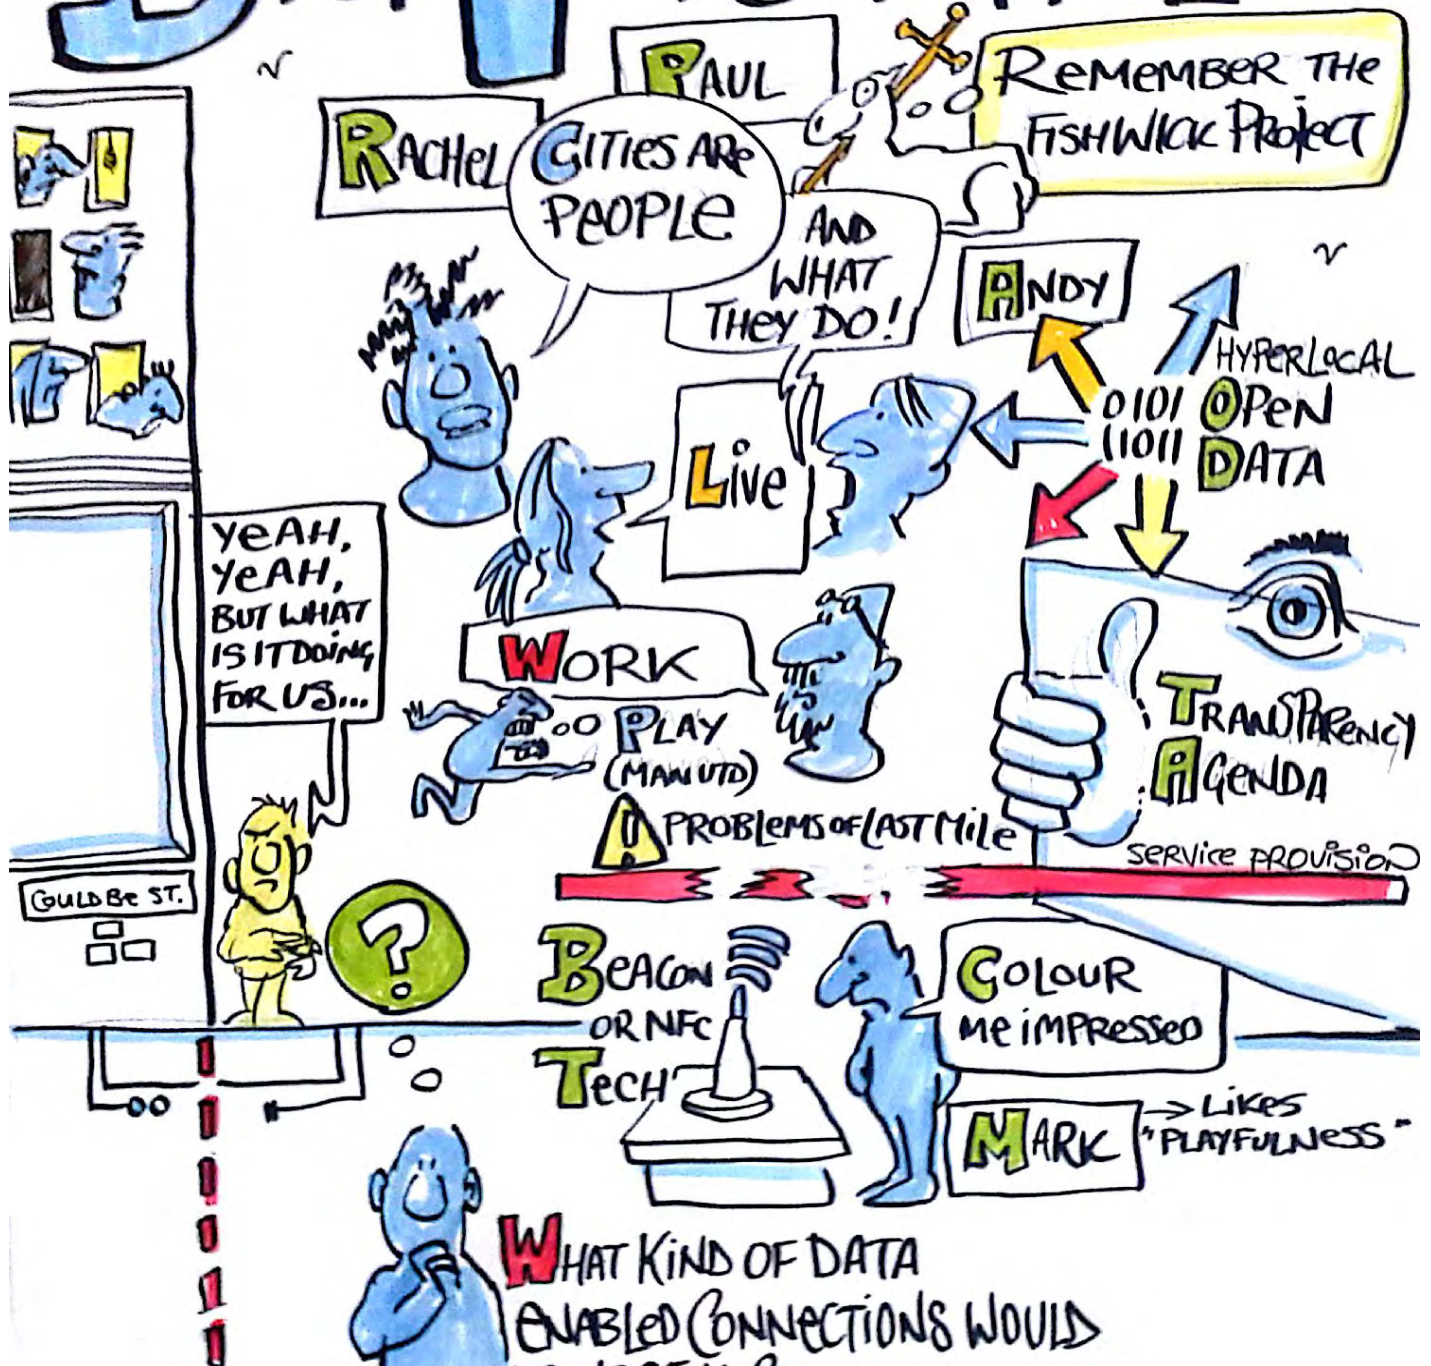 PAUL
RACHEL
CITIES ARE
PEOPLE
AND
WHAT
THEY DO!
REMEMBER THE
FISHWICK PROJECT
ANDY
HYPERLOCAL
0101 OPEN
11011 DATA
Live
YEAH,
YEAH,
BUT WHAT
IS IT DOING
FOR US...
WORK
PLAY
(MAN UTD)
TRANSPARENCY
AGENDA
! PROBLEMS OF LAST MILE
SERVICE PROVISION
COULD BE ST.
?
BEACON
OR NFC
TECH
COLOUR
ME IMPRESSED
MARK → LIKES
"PLAYFULNESS"
WHAT KIND OF DATA
ENABLED CONNECTIONS WOULD